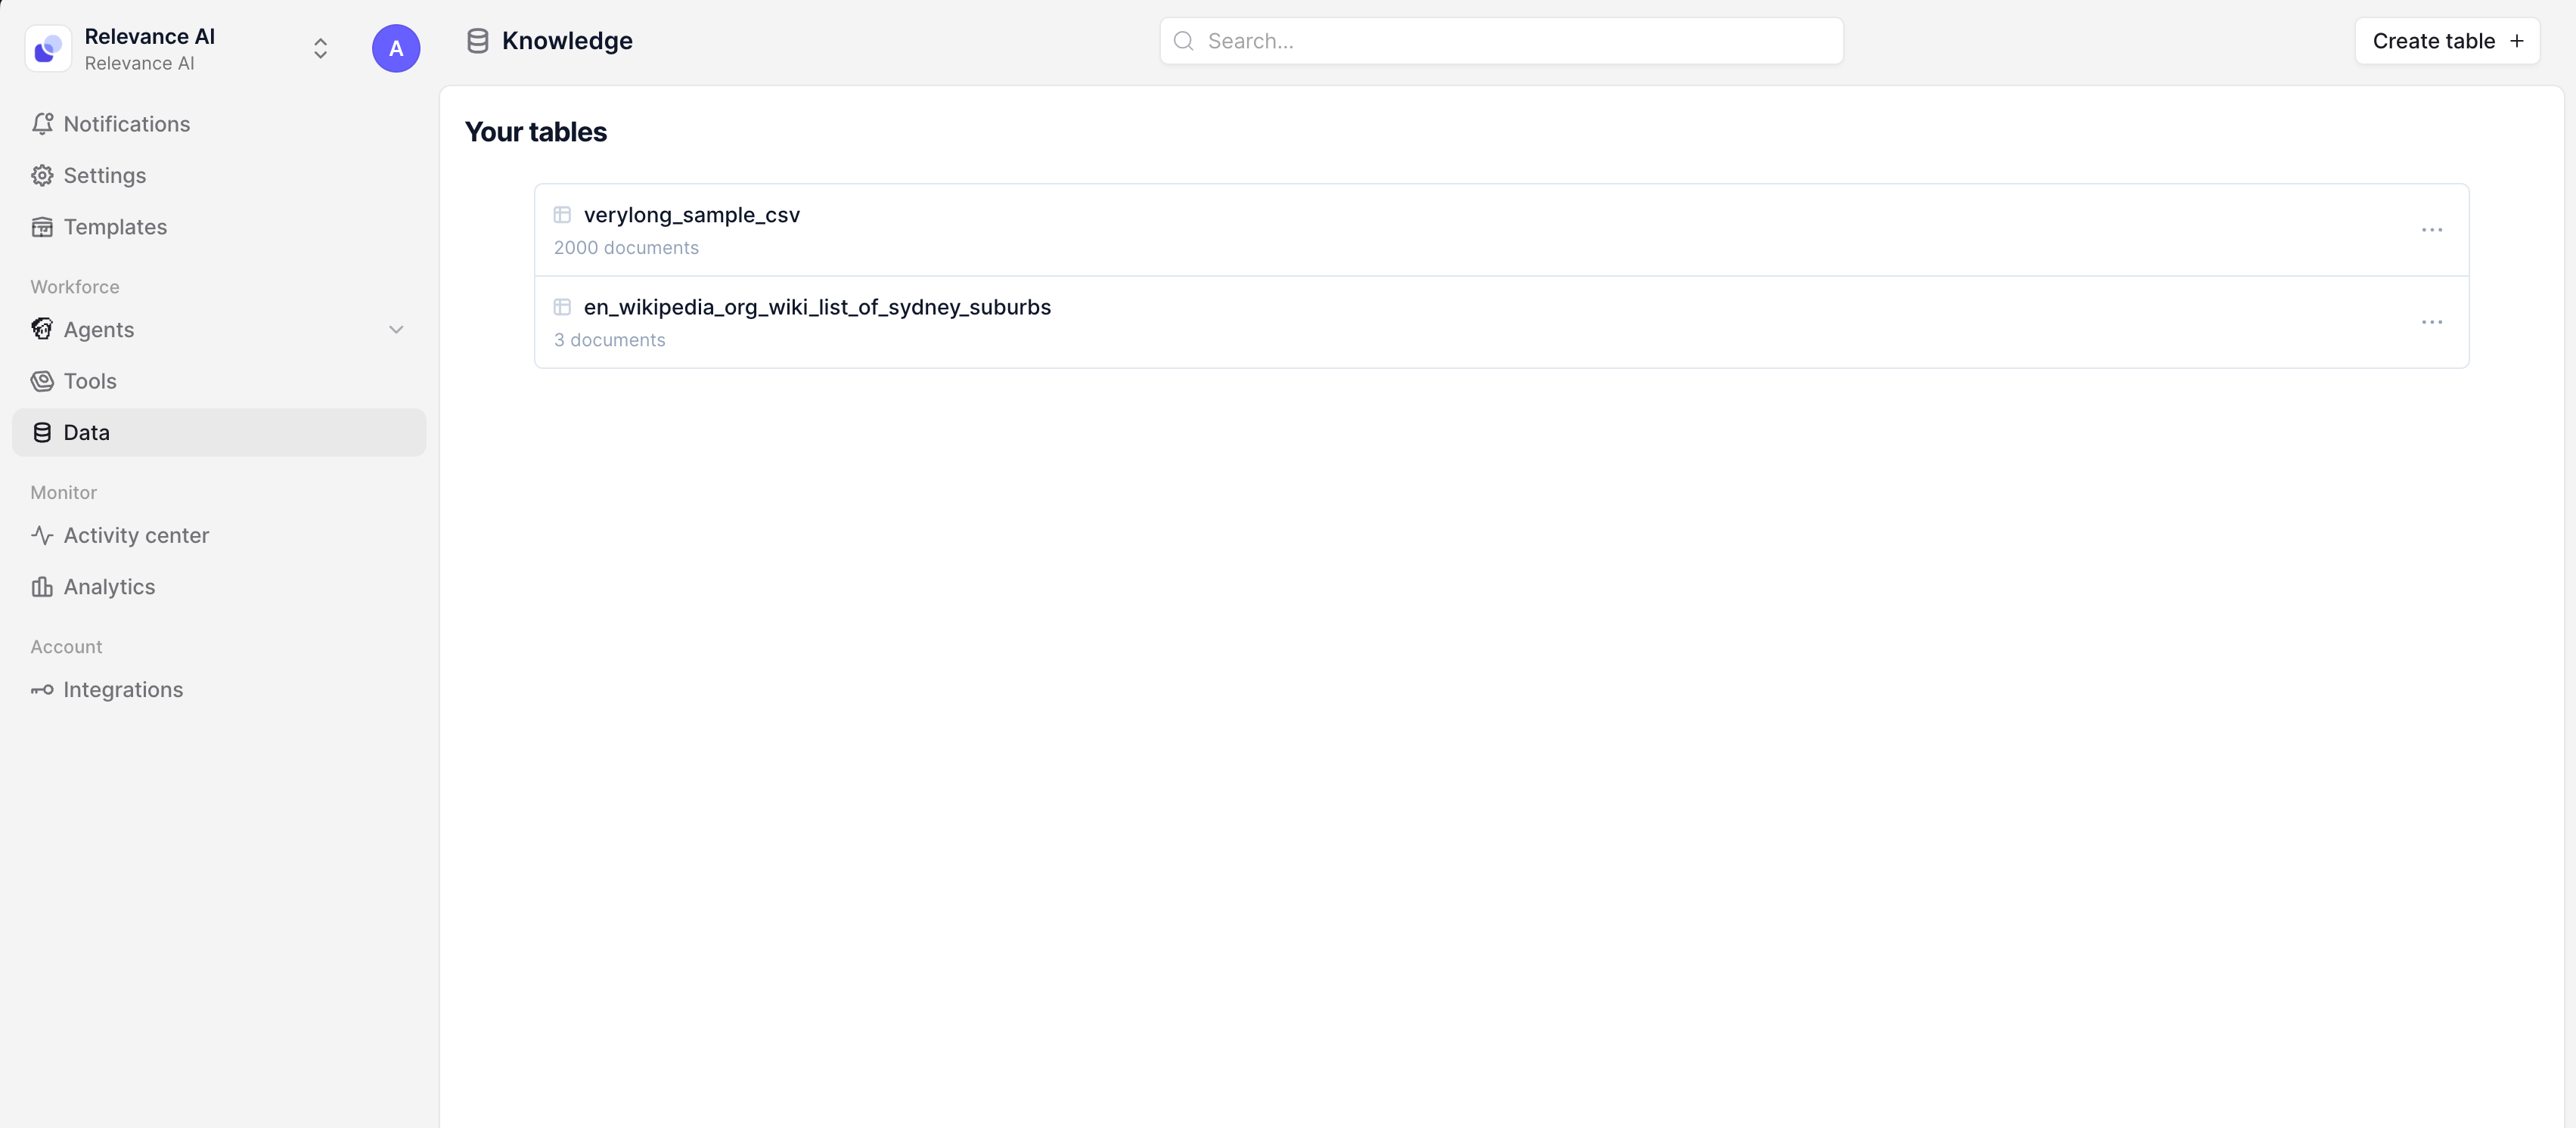 Relevance AI
Relevance AI
A
Notifications
Settings
Templates
Workforce
Agents
Tools
Data
Monitor
Activity center
Analytics
Account
Integrations
Knowledge
Search...
Create table +
Your tables
verylong_sample_csv
2000 documents
en_wikipedia_org_wiki_list_of_sydney_suburbs
3 documents